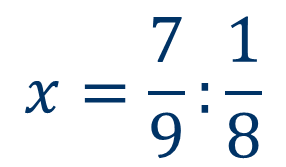 x = 7/9 : 1/8